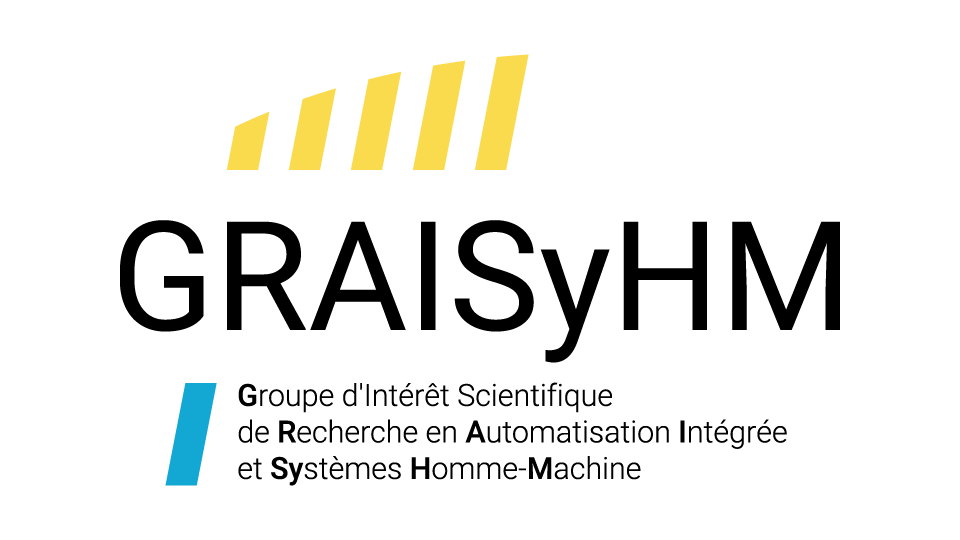 GRAISyHM
Groupe d'Intérêt Scientifique
de Recherche en Automatisation Intégrée
et Systèmes Homme-Machine